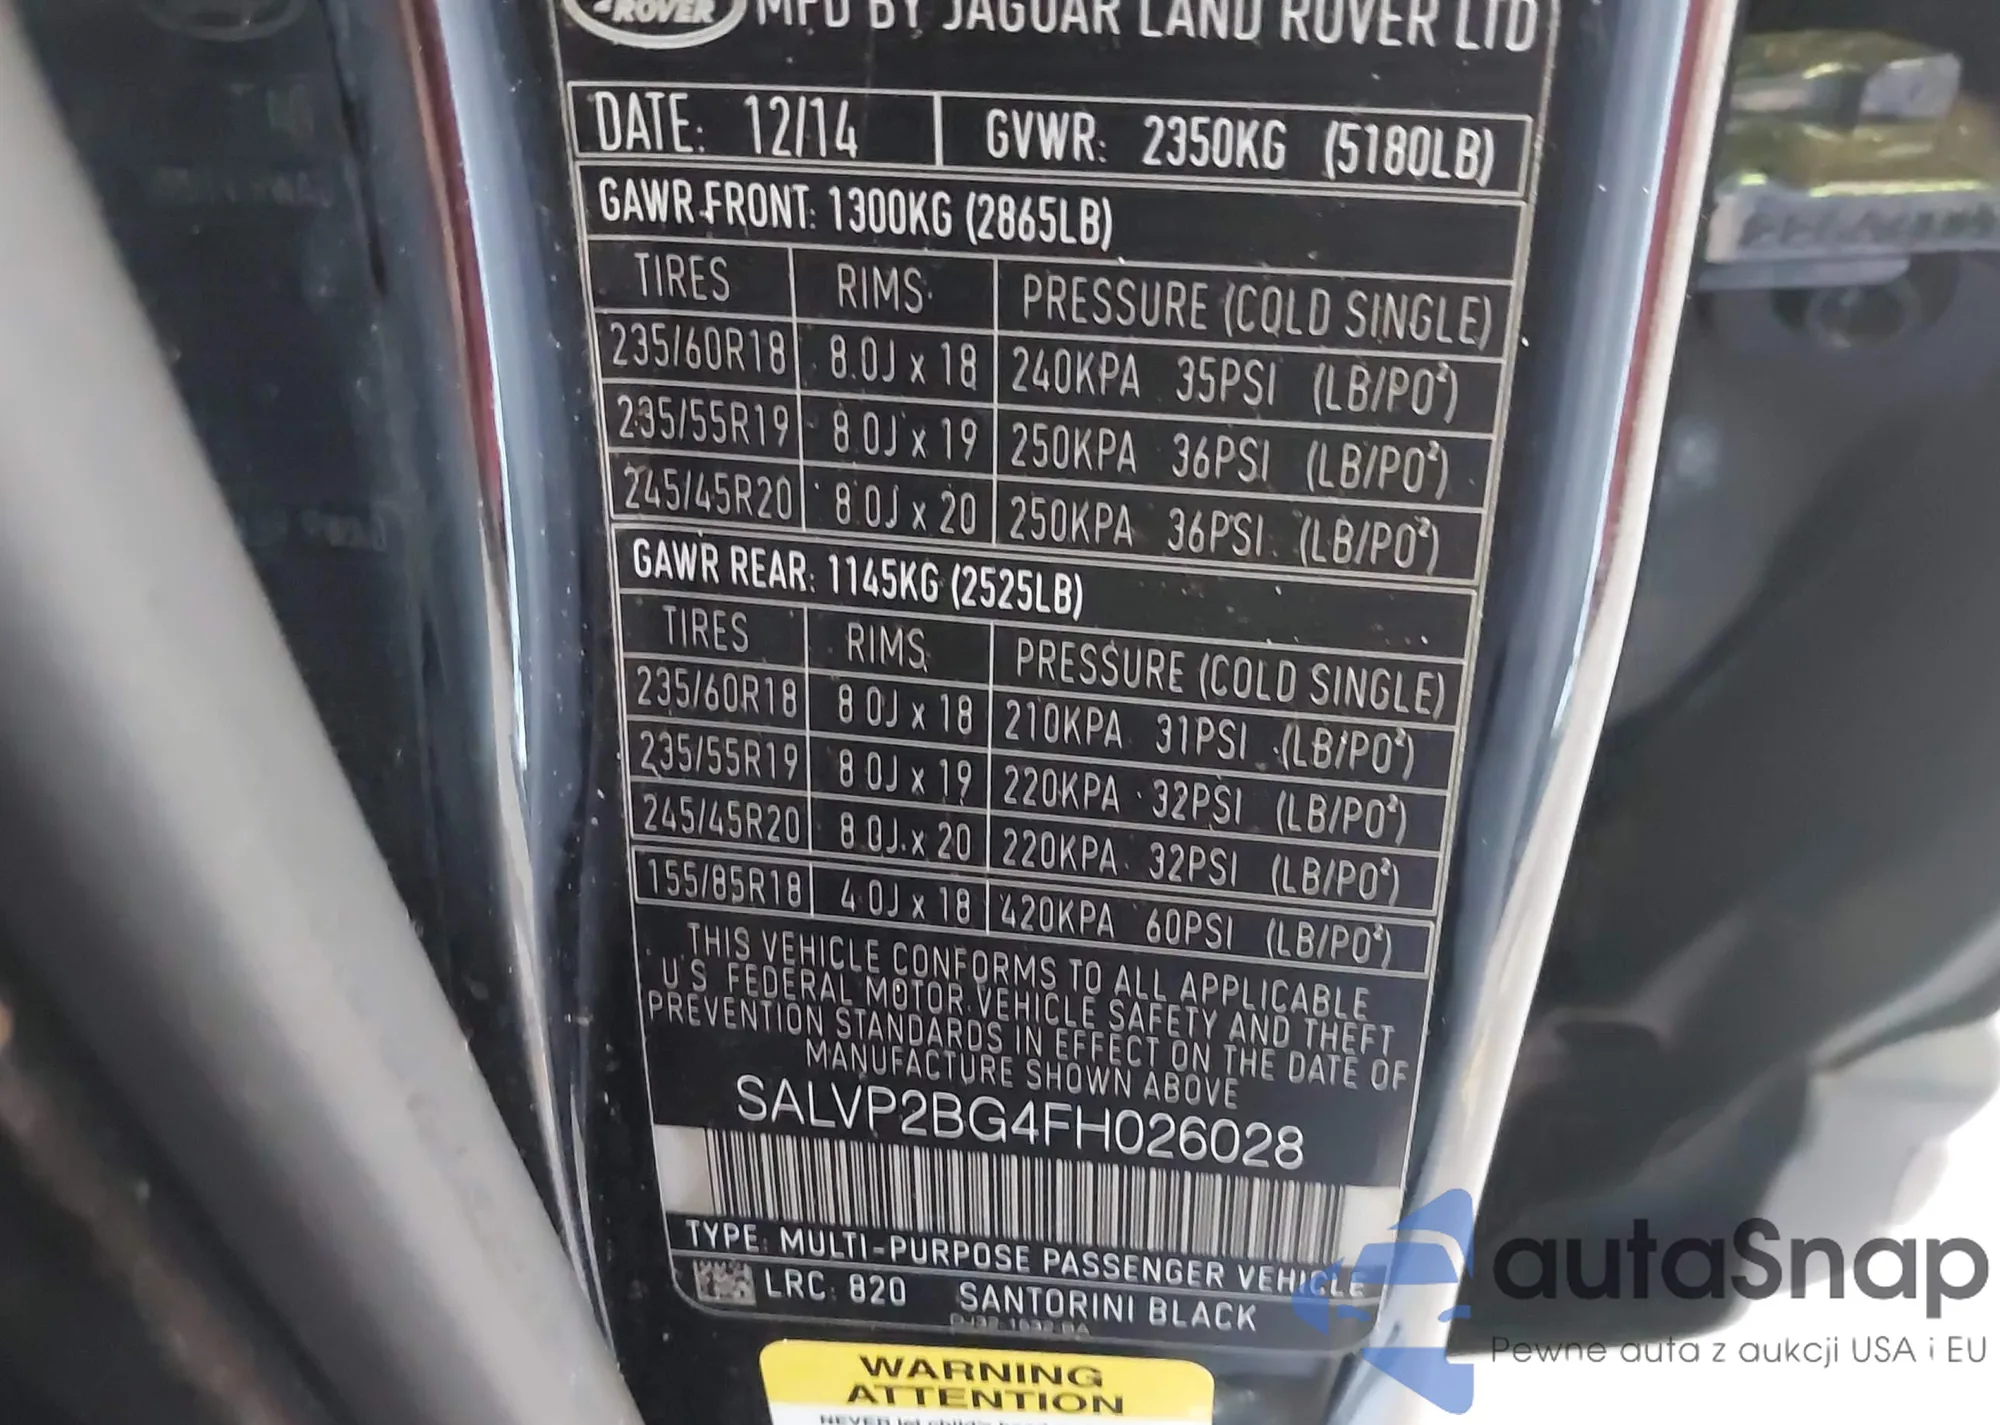 ROVER MFD BY JAGUAR LAND ROVER LTD
DATE: 12/14 GVWR: 2350KG (5180LB)
GAWR FRONT: 1300KG (2865LB)
TIRES RIMS PRESSURE (COLD SINGLE)
235/60R18 8.0J x 18 240KPA 35PSI (LB/PO²)
235/55R19 8.0J x 19 250KPA 36PSI (LB/PO²)
245/45R20 8.0J x 20 250KPA 36PSI (LB/PO²)
GAWR REAR: 1145KG (2525LB)
TIRES RIMS PRESSURE (COLD SINGLE)
235/60R18 8.0J x 18 210KPA 31PSI (LB/PO²)
235/55R19 8.0J x 19 220KPA 32PSI (LB/PO²)
245/45R20 8.0J x 20 220KPA 32PSI (LB/PO²)
155/85R18 4.0J x 18 420KPA 60PSI (LB/PO²)
THIS VEHICLE CONFORMS TO ALL APPLICABLE
U.S. FEDERAL MOTOR VEHICLE SAFETY AND THEFT
PREVENTION STANDARDS IN EFFECT ON THE DATE OF
MANUFACTURE SHOWN ABOVE
SALVP2BG4FH026028
TYPE: MULTI-PURPOSE PASSENGER VEHICLE
LRC: 820 SANTORINI BLACK
WARNING
ATTENTION
NEVER let
autaSnap
Pewne auta z aukcji USA i EU